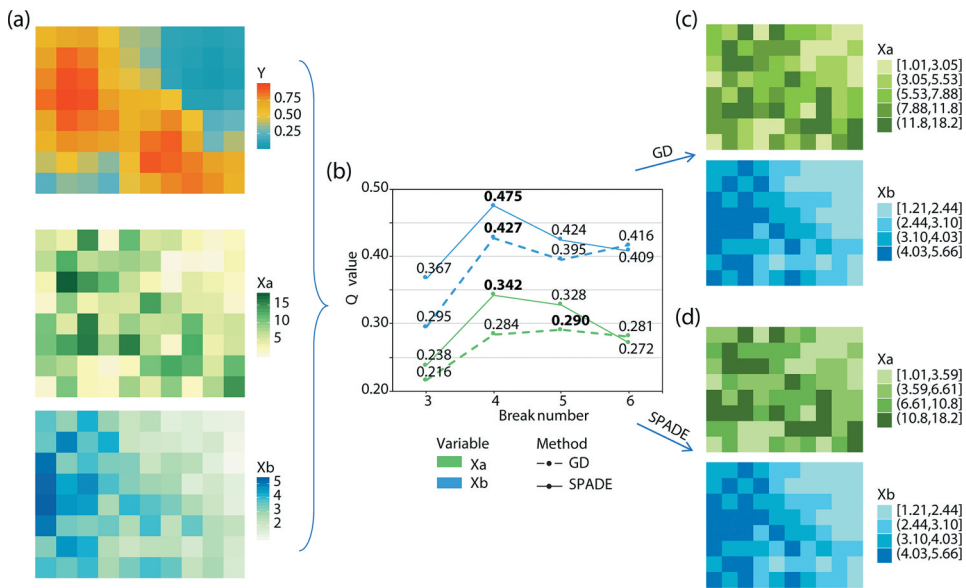 (a)
Y
0.75
0.50
0.25
Xa
15
10
5
Xb
5
4
3
2
(b)
0.50
0.40
0.30
0.20
Q value
0.475
0.427
0.424
0.416
0.395
0.409
0.367
0.342
0.328
0.295
0.284
0.290
0.281
0.272
0.238
0.216
3 4 5 6
Break number
Variable
Xa
Xb
Method
GD
SPADE
GD
SPADE
(c)
Xa
[1.01,3.05]
(3.05,5.53]
(5.53,7.88]
(7.88,11.8]
(11.8,18.2]
Xb
[1.21,2.44]
(2.44,3.10]
(3.10,4.03]
(4.03,5.66]
(d)
Xa
[1.01,3.59]
(3.59,6.61]
(6.61,10.8]
(10.8,18.2]
Xb
[1.21,2.44]
(2.44,3.10]
(3.10,4.03]
(4.03,5.66]